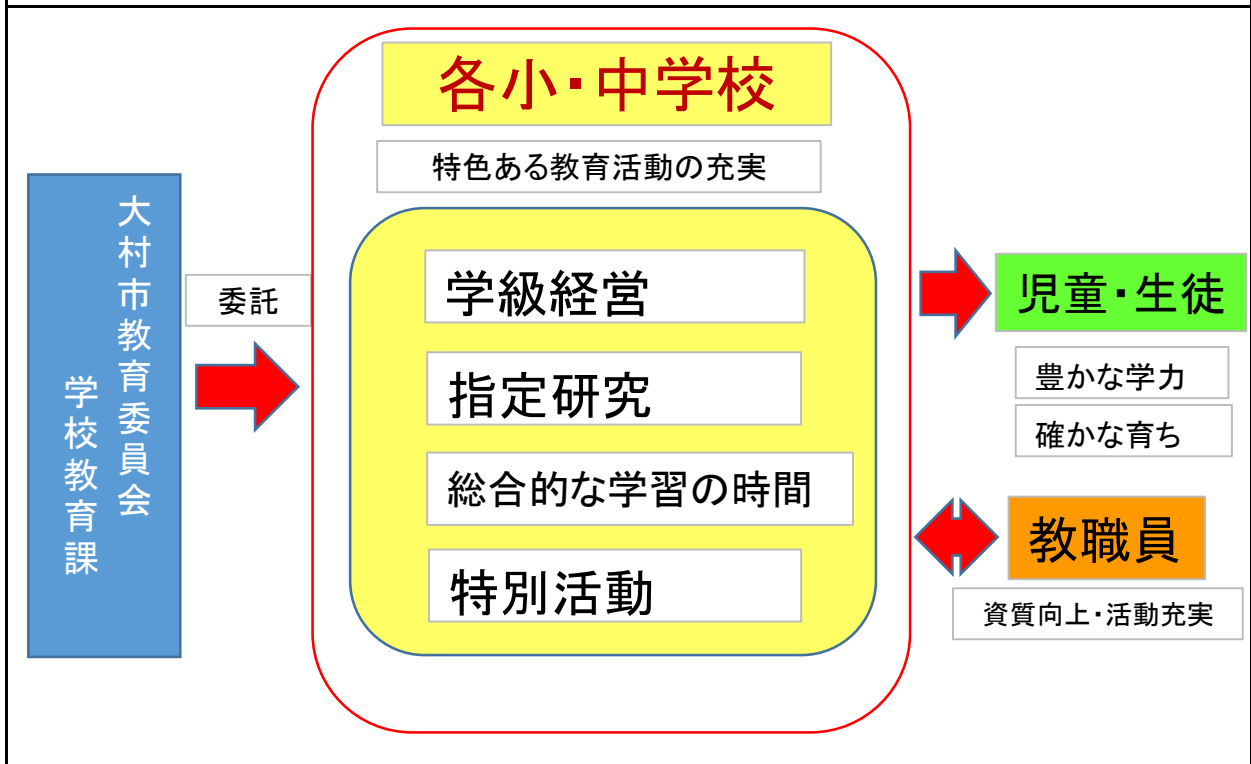 大村市教育委員会
学校教育課
委託
各小・中学校
特色ある教育活動の充実
学級経営
指定研究
総合的な学習の時間
特別活動
児童・生徒
豊かな学力
確かな育ち
教職員
資質向上・活動充実